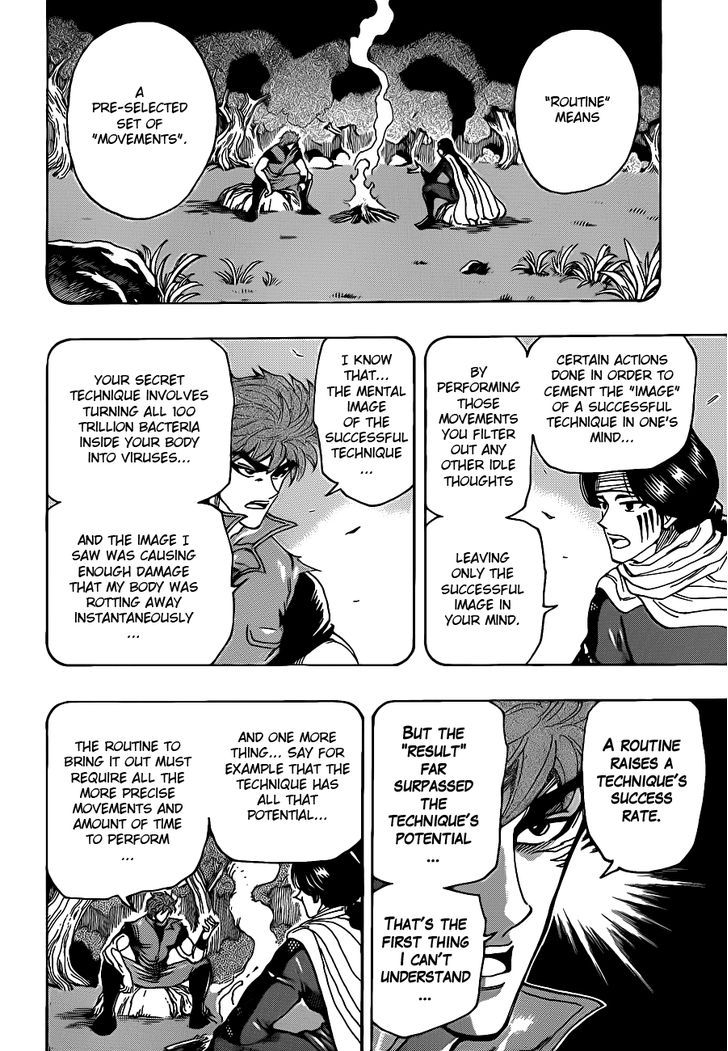 "ROUTINE"
MEANS
A
PRE-SELECTED
SET OF
"MOVEMENTS".
CERTAIN ACTIONS
DONE IN ORDER TO
CEMENT THE "IMAGE"
OF A SUCCESSFUL
TECHNIQUE IN ONE'S
MIND...
BY
PERFORMING
THOSE
MOVEMENTS
YOU FILTER
OUT ANY
OTHER IDLE
THOUGHTS
LEAVING
ONLY THE
SUCCESSFUL
IMAGE IN
YOUR MIND.
I KNOW
THAT...
THE MENTAL
IMAGE
OF THE
SUCCESSFUL
TECHNIQUE
...
YOUR SECRET
TECHNIQUE INVOLVES
TURNING ALL 100
TRILLION BACTERIA
INSIDE YOUR BODY
INTO VIRUSES...
AND THE IMAGE I
SAW WAS CAUSING
ENOUGH DAMAGE
THAT MY BODY WAS
ROTTING AWAY
INSTANTANEOUSLY
...
A ROUTINE
RAISES A
TECHNIQUE'S
SUCCESS
RATE.
BUT THE
"RESULT"
FAR
SURPASSED
THE
TECHNIQUE'S
POTENTIAL
...
THAT'S THE
FIRST THING
I CAN'T
UNDERSTAND
...
AND ONE MORE
THING... SAY FOR
EXAMPLE THAT THE
TECHNIQUE HAS
ALL THAT
POTENTIAL...
THE ROUTINE TO
BRING IT OUT MUST
REQUIRE ALL THE
MORE PRECISE
MOVEMENTS AND
AMOUNT OF TIME
TO PERFORM
...